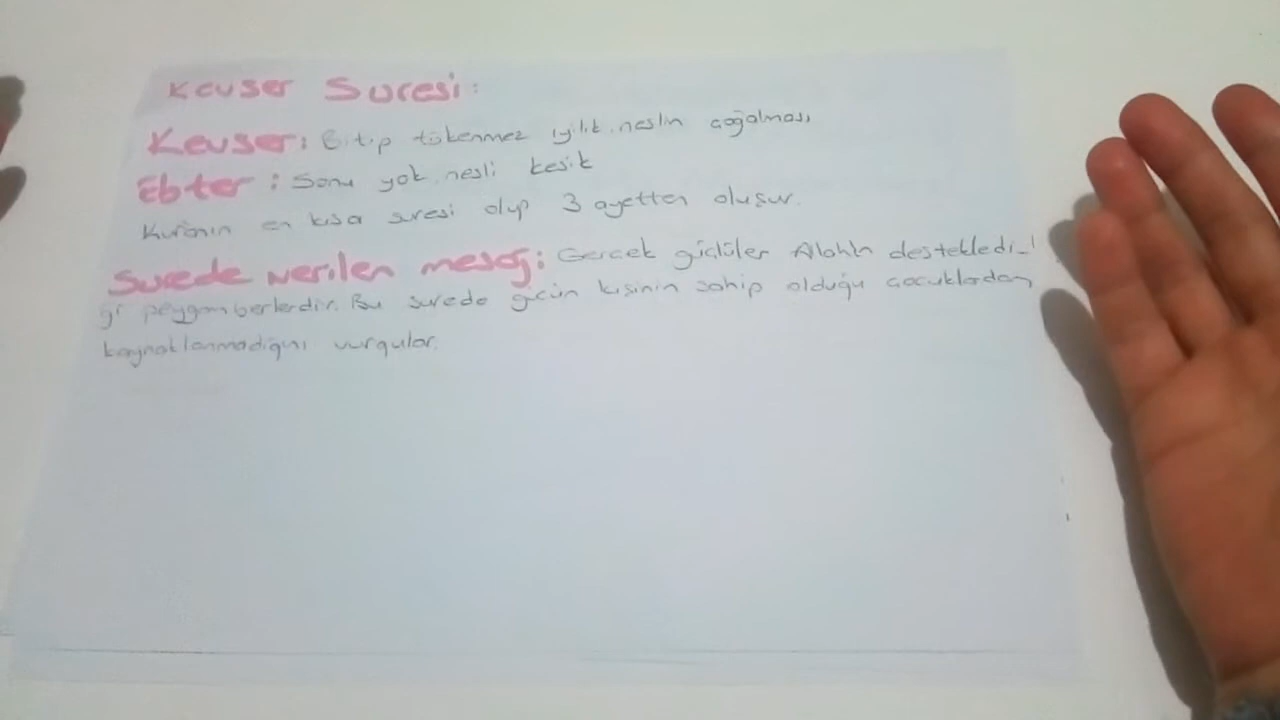 Kevser Suresi:
Kevser: Bitip tükenmez iyilik, neslin çoğalması
Ebter: Sonu yok, nesli kesik
Kur'anın en kısa suresi olup 3 ayetten oluşur.
Surede verilen mesaj: Gerçek güçlüler Allah'ın destekledi-
ği peygamberlerdir. Bu surede gücün kişinin sahip olduğu çocuklardan
kaynaklanmadığını vurgular.